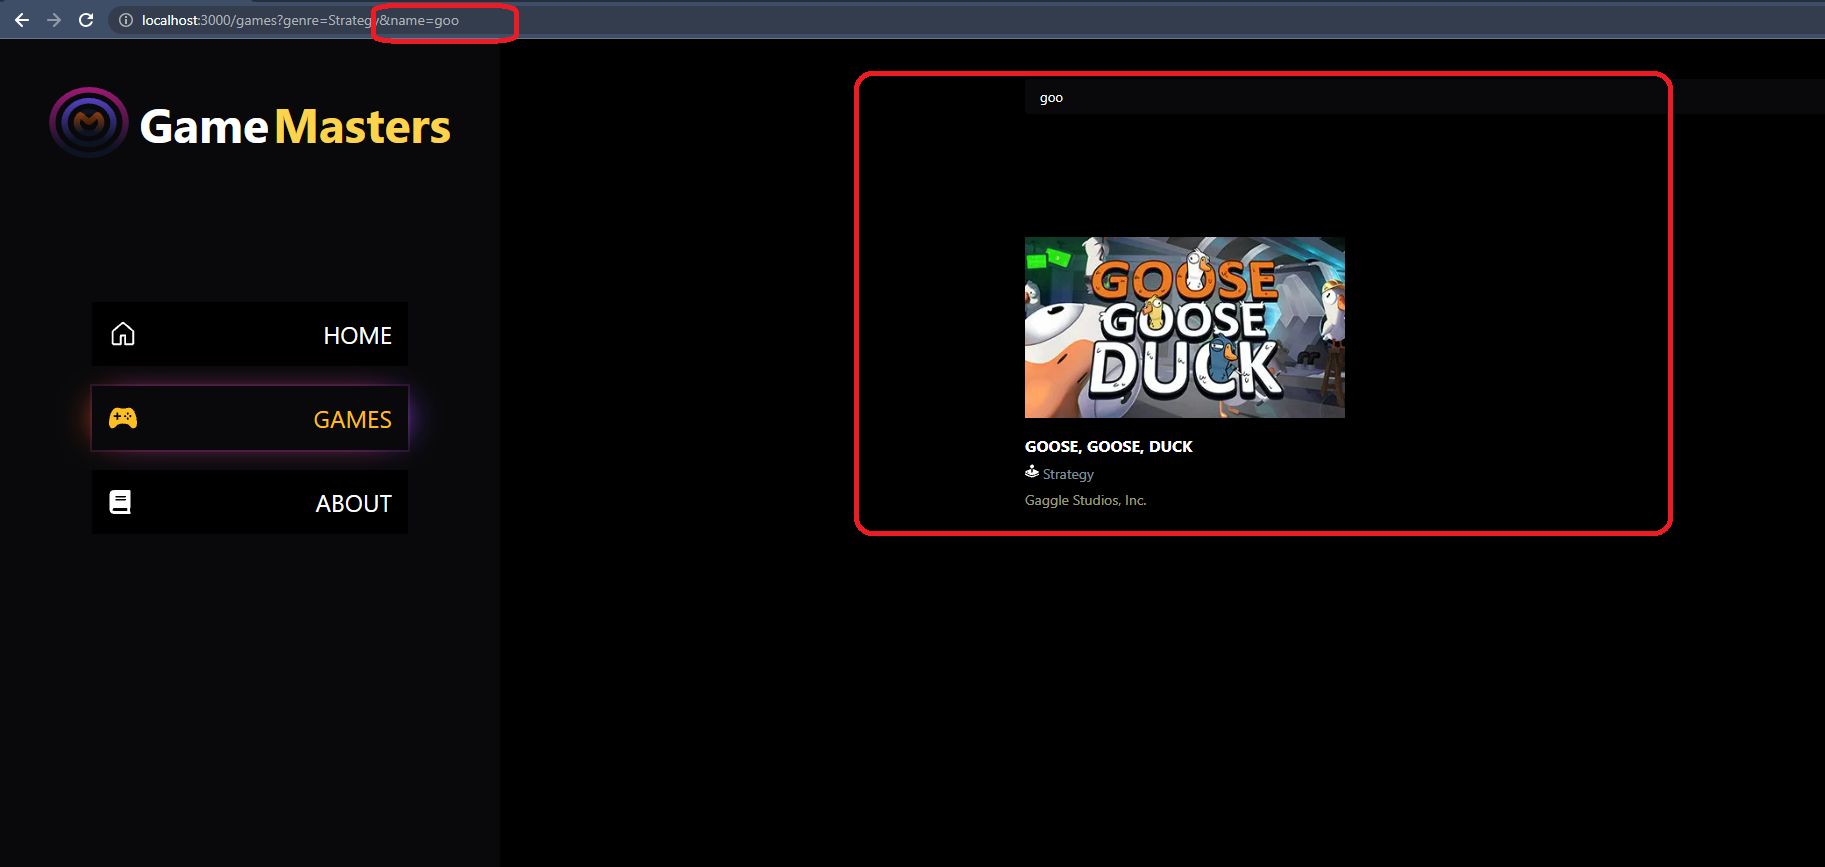 localhost:3000/games?genre=Strategy&name=goo
Game Masters
goo
HOME
GAMES
ABOUT
GOOSE
GOOSE
DUCK
GOOSE, GOOSE, DUCK
Strategy
Gaggle Studios, Inc.